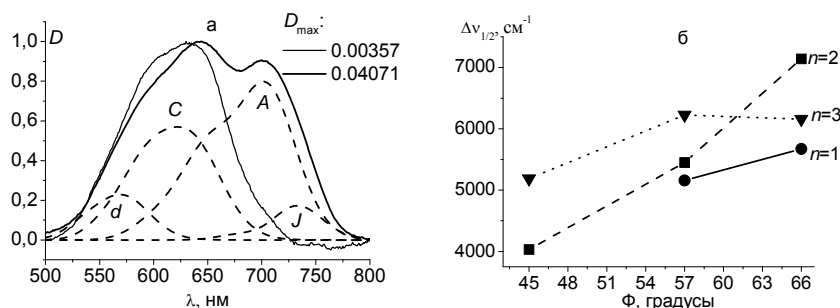 а
D
D_max:
0.00357
0.04071
1,0
0,8
0,6
0,4
0,2
0,0
C
A
d
J
500 550 600 650 700 750 800
λ, нм
Δν_1/2, см⁻¹
б
7000
6000
5000
4000
n=2
n=3
n=1
45 48 51 54 57 60 63 66
Φ, градусы